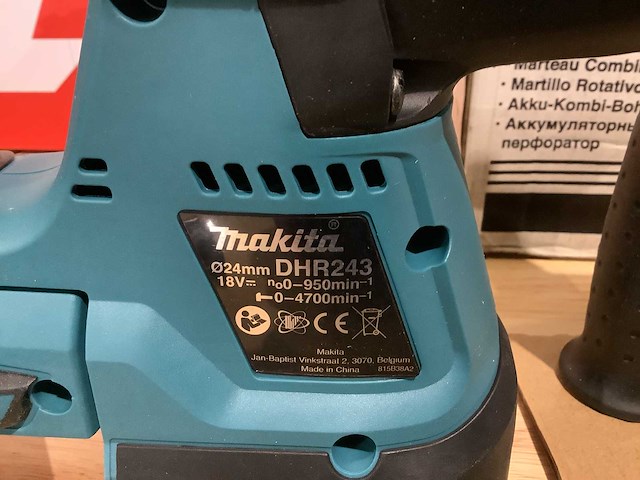 Marteau Combi
· Martillo Rotativo
· Akku-Kombi-Boh
· Аккумуляторны
перфоратор
makita®
Ø24mm DHR243
18V⎓ n₀0–950min⁻¹
0–4700min⁻¹
CE
Makita
Jan-Baptist Vinkstraat 2, 3070, Belgium
Made in China 815B38A2